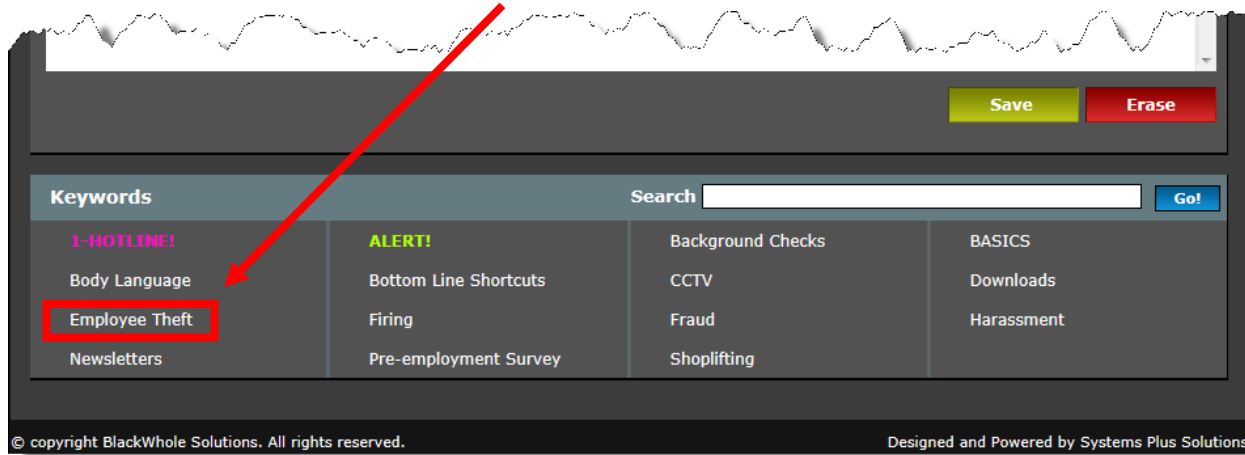 Save Erase
Keywords Search Go!
1-HOTLINE! ALERT! Background Checks BASICS
Body Language Bottom Line Shortcuts CCTV Downloads
Employee Theft Firing Fraud Harassment
Newsletters Pre-employment Survey Shoplifting
© copyright BlackWhole Solutions. All rights reserved. Designed and Powered by Systems Plus Solutions